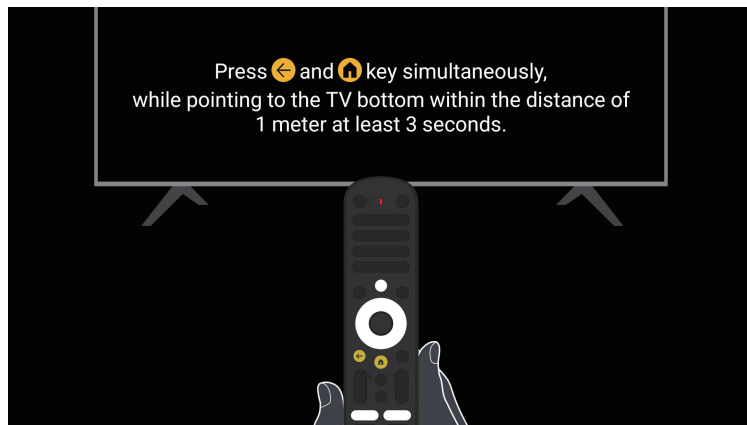 Press and key simultaneously,
while pointing to the TV bottom within the distance of
1 meter at least 3 seconds.